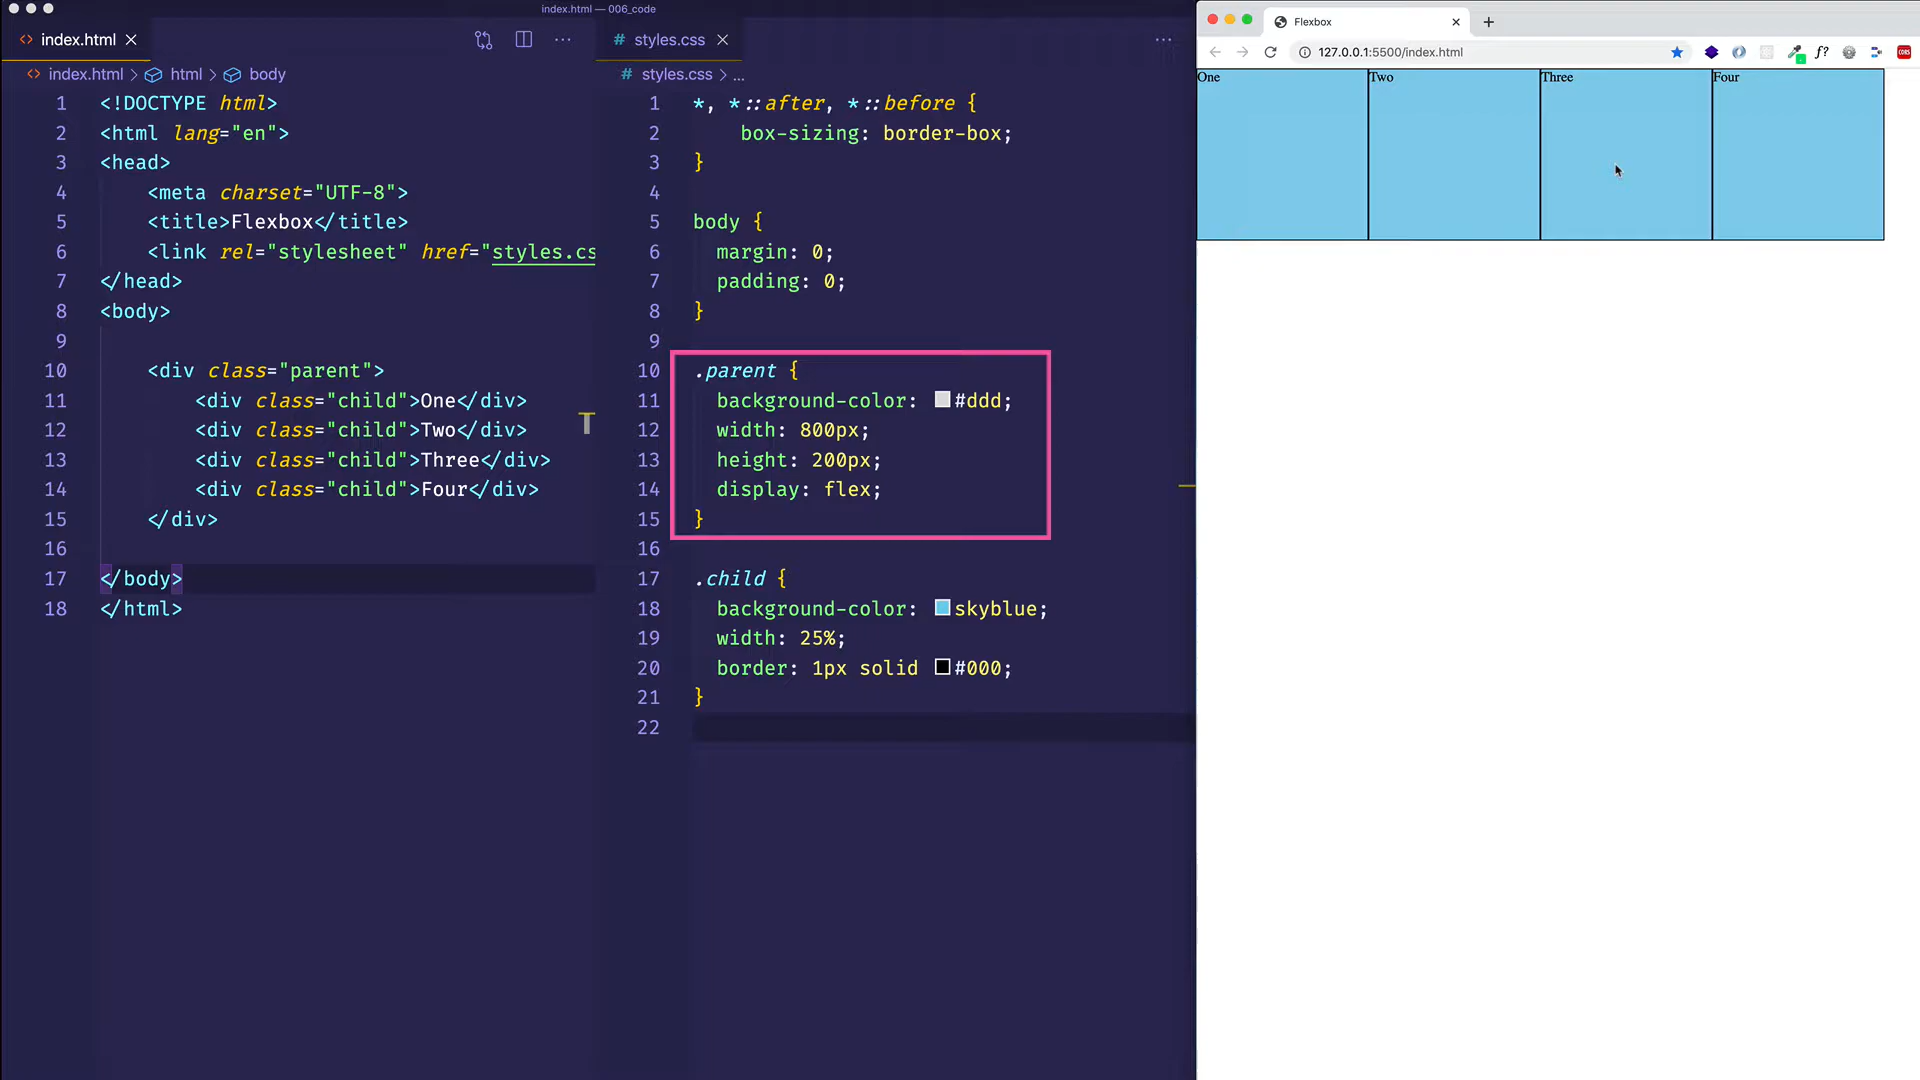 index.html — 006_code
index.html
index.html > html > body
1 <!DOCTYPE html>
2 <html lang="en">
3 <head>
4 <meta charset="UTF-8">
5 <title>Flexbox</title>
6 <link rel="stylesheet" href="styles.cs
7 </head>
8 <body>
9
10 <div class="parent">
11 <div class="child">One</div>
12 <div class="child">Two</div>
13 <div class="child">Three</div>
14 <div class="child">Four</div>
15 </div>
16
17 </body>
18 </html>
# styles.css
# styles.css > ...
1 *, *::after, *::before {
2 box-sizing: border-box;
3 }
4
5 body {
6 margin: 0;
7 padding: 0;
8 }
9
10 .parent {
11 background-color: #ddd;
12 width: 800px;
13 height: 200px;
14 display: flex;
15 }
16
17 .child {
18 background-color: skyblue;
19 width: 25%;
20 border: 1px solid #000;
21 }
22
Flexbox
127.0.0.1:5500/index.html
f?
One Two Three Four